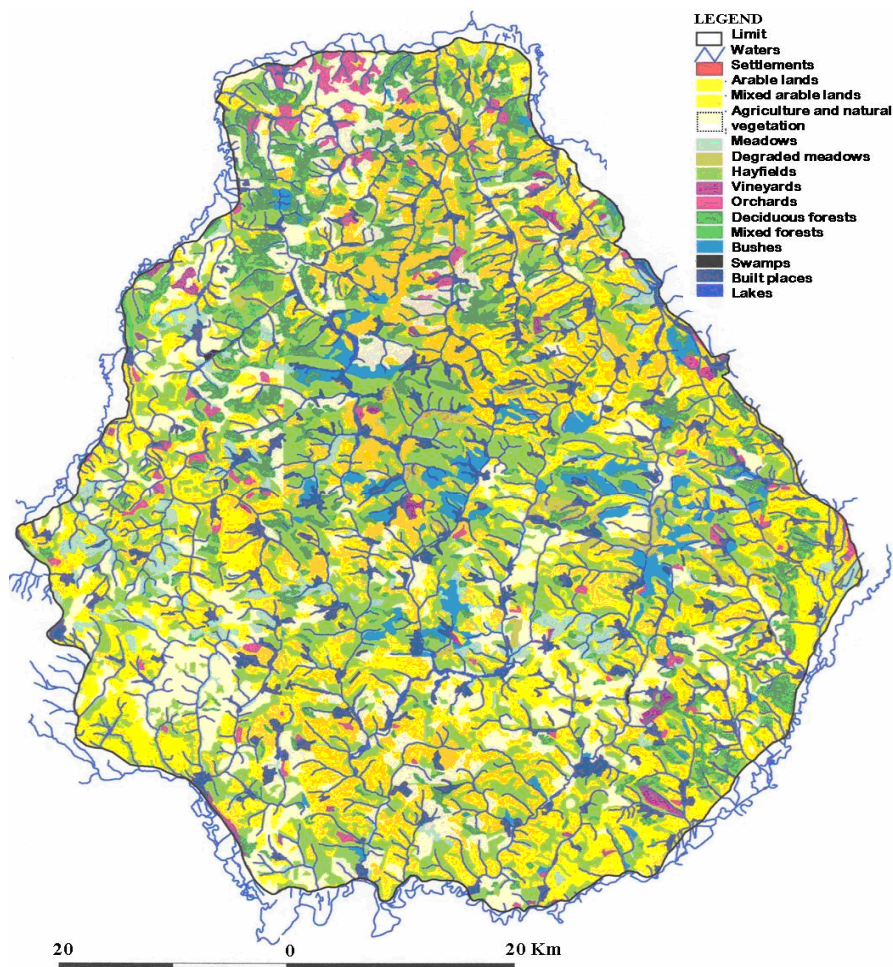 LEGEND
Limit
Waters
Settlements
Arable lands
Mixed arable lands
Agriculture and natural
vegetation
Meadows
Degraded meadows
Hayfields
Vineyards
Orchards
Deciduous forests
Mixed forests
Bushes
Swamps
Built places
Lakes
20 0 20 Km